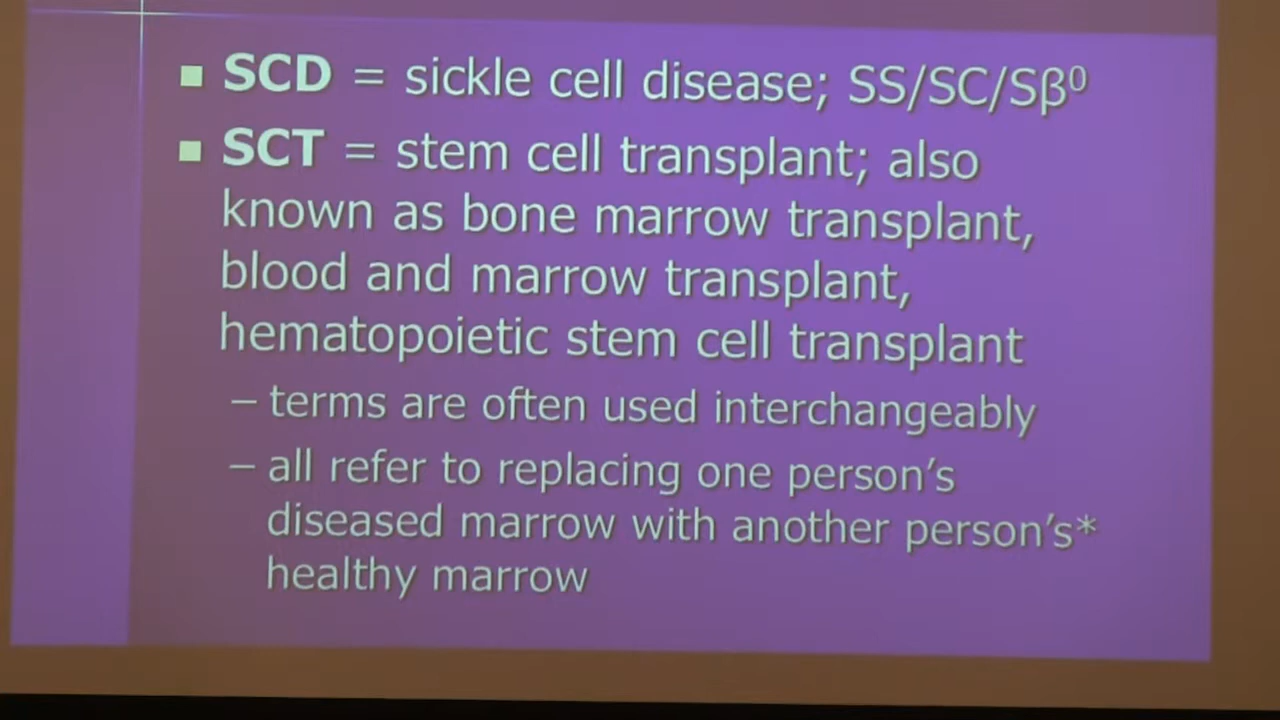 ■ SCD = sickle cell disease; SS/SC/Sβ⁰
■ SCT = stem cell transplant; also
known as bone marrow transplant,
blood and marrow transplant,
hematopoietic stem cell transplant
– terms are often used interchangeably
– all refer to replacing one person’s
diseased marrow with another person’s*
healthy marrow